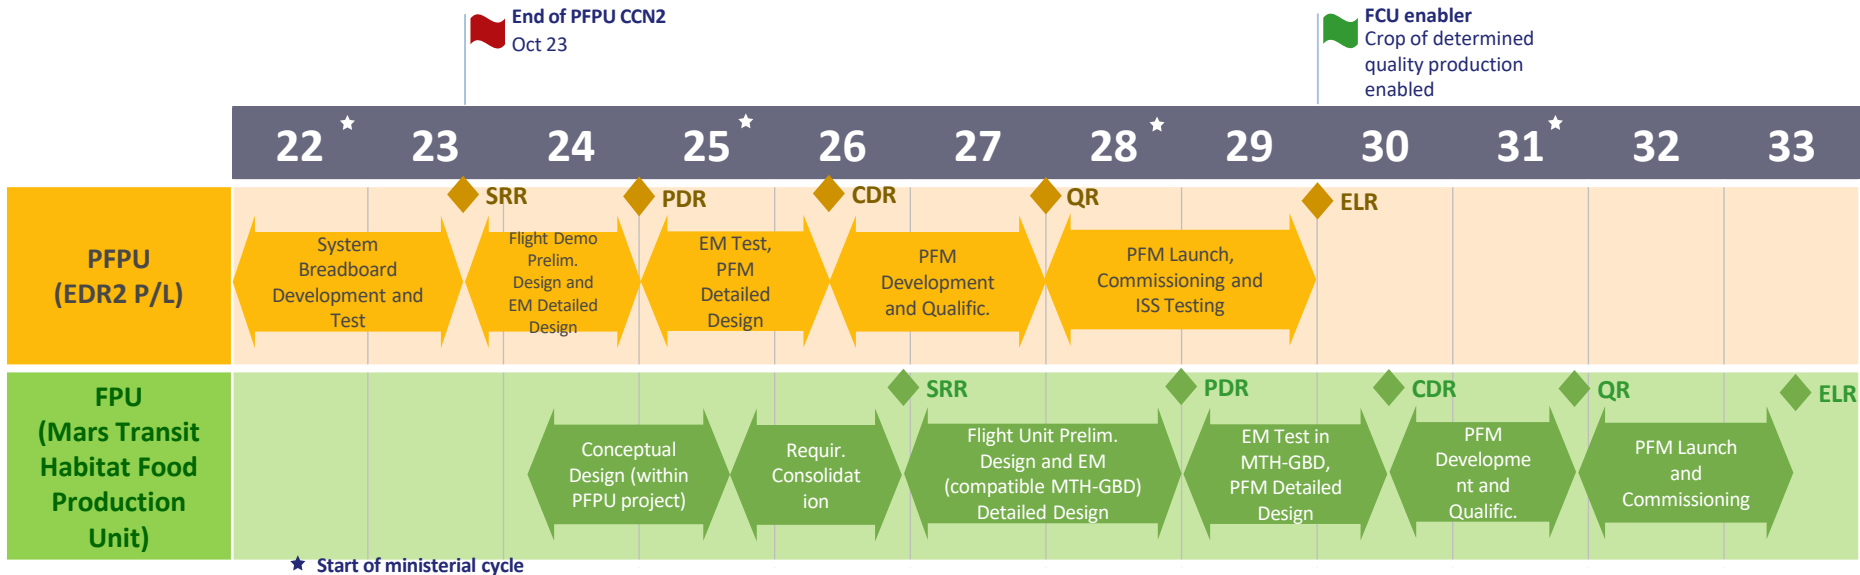 End of PFPU CCN2
Oct 23
FCU enabler
Crop of determined
quality production
enabled
22 23 24 25 26 27 28 29 30 31 32 33
SRR PDR CDR QR ELR
PFPU
(EDR2 P/L)
System
Breadboard
Development and
Test
Flight Demo
Prelim.
Design and
EM Detailed
Design
EM Test,
PFM
Detailed
Design
PFM
Development
and Qualific.
PFM Launch,
Commissioning and
ISS Testing
SRR PDR CDR QR ELR
FPU
(Mars Transit
Habitat Food
Production
Unit)
Conceptual
Design (within
PFPU project)
Requir.
Consolidat
ion
Flight Unit Prelim.
Design and EM
(compatible MTH-GBD)
Detailed Design
EM Test in
MTH-GBD,
PFM Detailed
Design
PFM
Developme
nt and
Qualific.
PFM Launch
and
Commissioning
Start of ministerial cycle